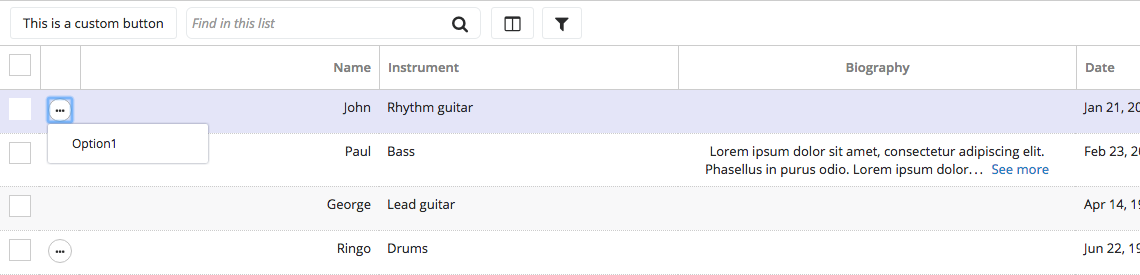 This is a custom button
Find in this list
Name Instrument Biography Date
John Rhythm guitar Jan 21, 20
Option1
Paul Bass Lorem ipsum dolor sit amet, consectetur adipiscing elit. Feb 23, 20
Phasellus in purus odio. Lorem ipsum dolor... See more
George Lead guitar Apr 14, 19
Ringo Drums Jun 22, 19